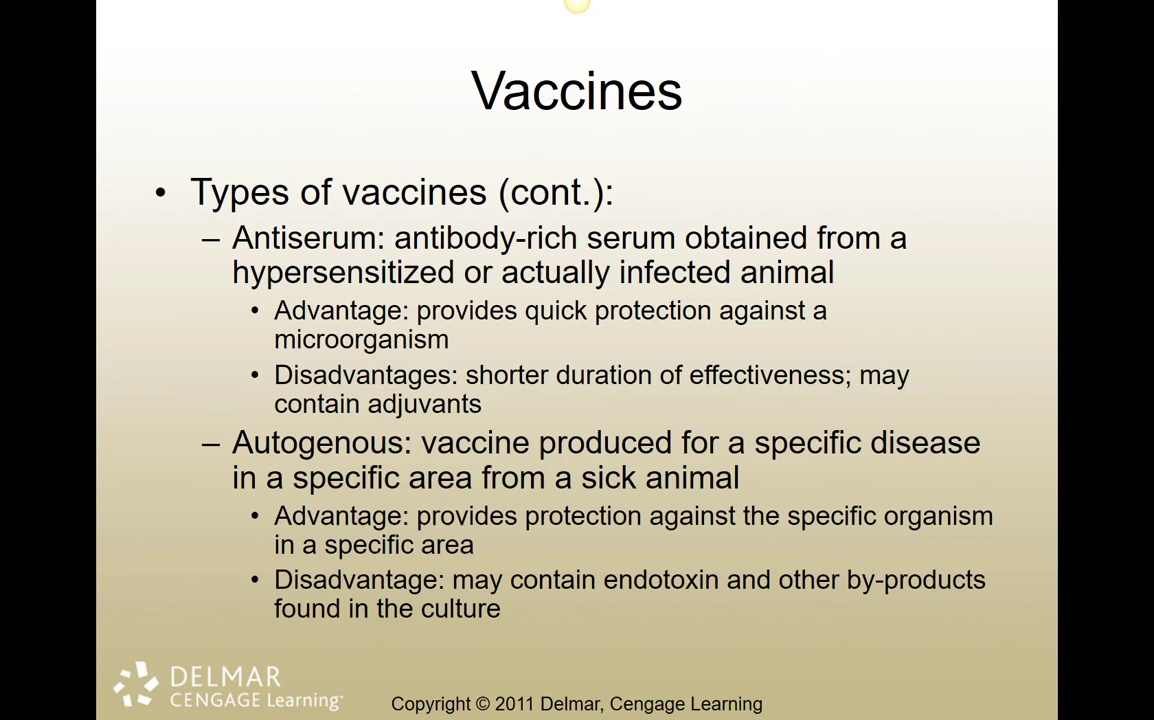 Vaccines
• Types of vaccines (cont.):
– Antiserum: antibody-rich serum obtained from a
hypersensitized or actually infected animal
• Advantage: provides quick protection against a
microorganism
• Disadvantages: shorter duration of effectiveness; may
contain adjuvants
– Autogenous: vaccine produced for a specific disease
in a specific area from a sick animal
• Advantage: provides protection against the specific organism
in a specific area
• Disadvantage: may contain endotoxin and other by-products
found in the culture
DELMAR
CENGAGE Learning™
Copyright © 2011 Delmar, Cengage Learning